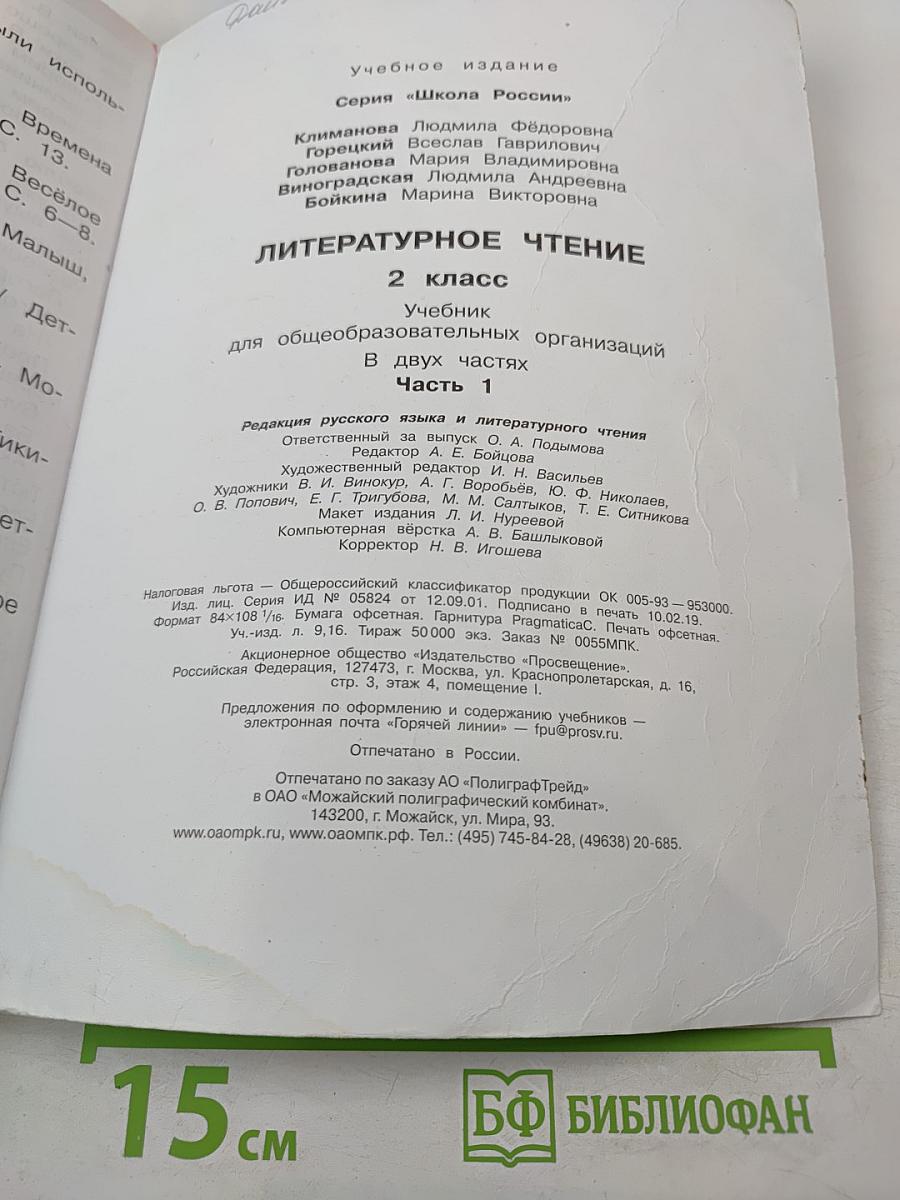 ыли исполь-
Времена
С. 13.
Весёлое
С. 6—8.
Малыш,
Дет-
Мо-
ики-
ет-
ое
Учебное издание
Серия «Школа России»
Климанова Людмила Фёдоровна
Горецкий Всеслав Гаврилович
Голованова Мария Владимировна
Виноградская Людмила Андреевна
Бойкина Марина Викторовна
ЛИТЕРАТУРНОЕ ЧТЕНИЕ
2 класс
Учебник
для общеобразовательных организаций
В двух частях
Часть 1
Редакция русского языка и литературного чтения
Ответственный за выпуск О. А. Подымова
Редактор А. Е. Бойцова
Художественный редактор И. Н. Васильев
Художники В. И. Винокур, А. Г. Воробьёв, Ю. Ф. Николаев,
О. В. Попович, Е. Г. Тригубова, М. М. Салтыков, Т. Е. Ситникова
Макет издания Л. И. Нуреевой
Компьютерная вёрстка А. В. Башлыковой
Корректор Н. В. Игошева
Налоговая льгота — Общероссийский классификатор продукции ОК 005-93 — 953000.
Изд. лиц. Серия ИД № 05824 от 12.09.01. Подписано в печать 10.02.19.
Формат 84×108 1/16. Бумага офсетная. Гарнитура PragmaticaC. Печать офсетная.
Уч.-изд. л. 9,16. Тираж 50 000 экз. Заказ № 0055МПК.
Акционерное общество «Издательство «Просвещение».
Российская Федерация, 127473, г. Москва, ул. Краснопролетарская, д. 16,
стр. 3, этаж 4, помещение I.
Предложения по оформлению и содержанию учебников —
электронная почта «Горячей линии» — fpu@prosv.ru.
Отпечатано в России.
Отпечатано по заказу АО «ПолиграфТрейд»
в ОАО «Можайский полиграфический комбинат».
143200, г. Можайск, ул. Мира, 93.
www.oaompk.ru, www.оаомпк.рф. Тел.: (495) 745-84-28, (49638) 20-685.
15 см
БФ БИБЛИОФАН